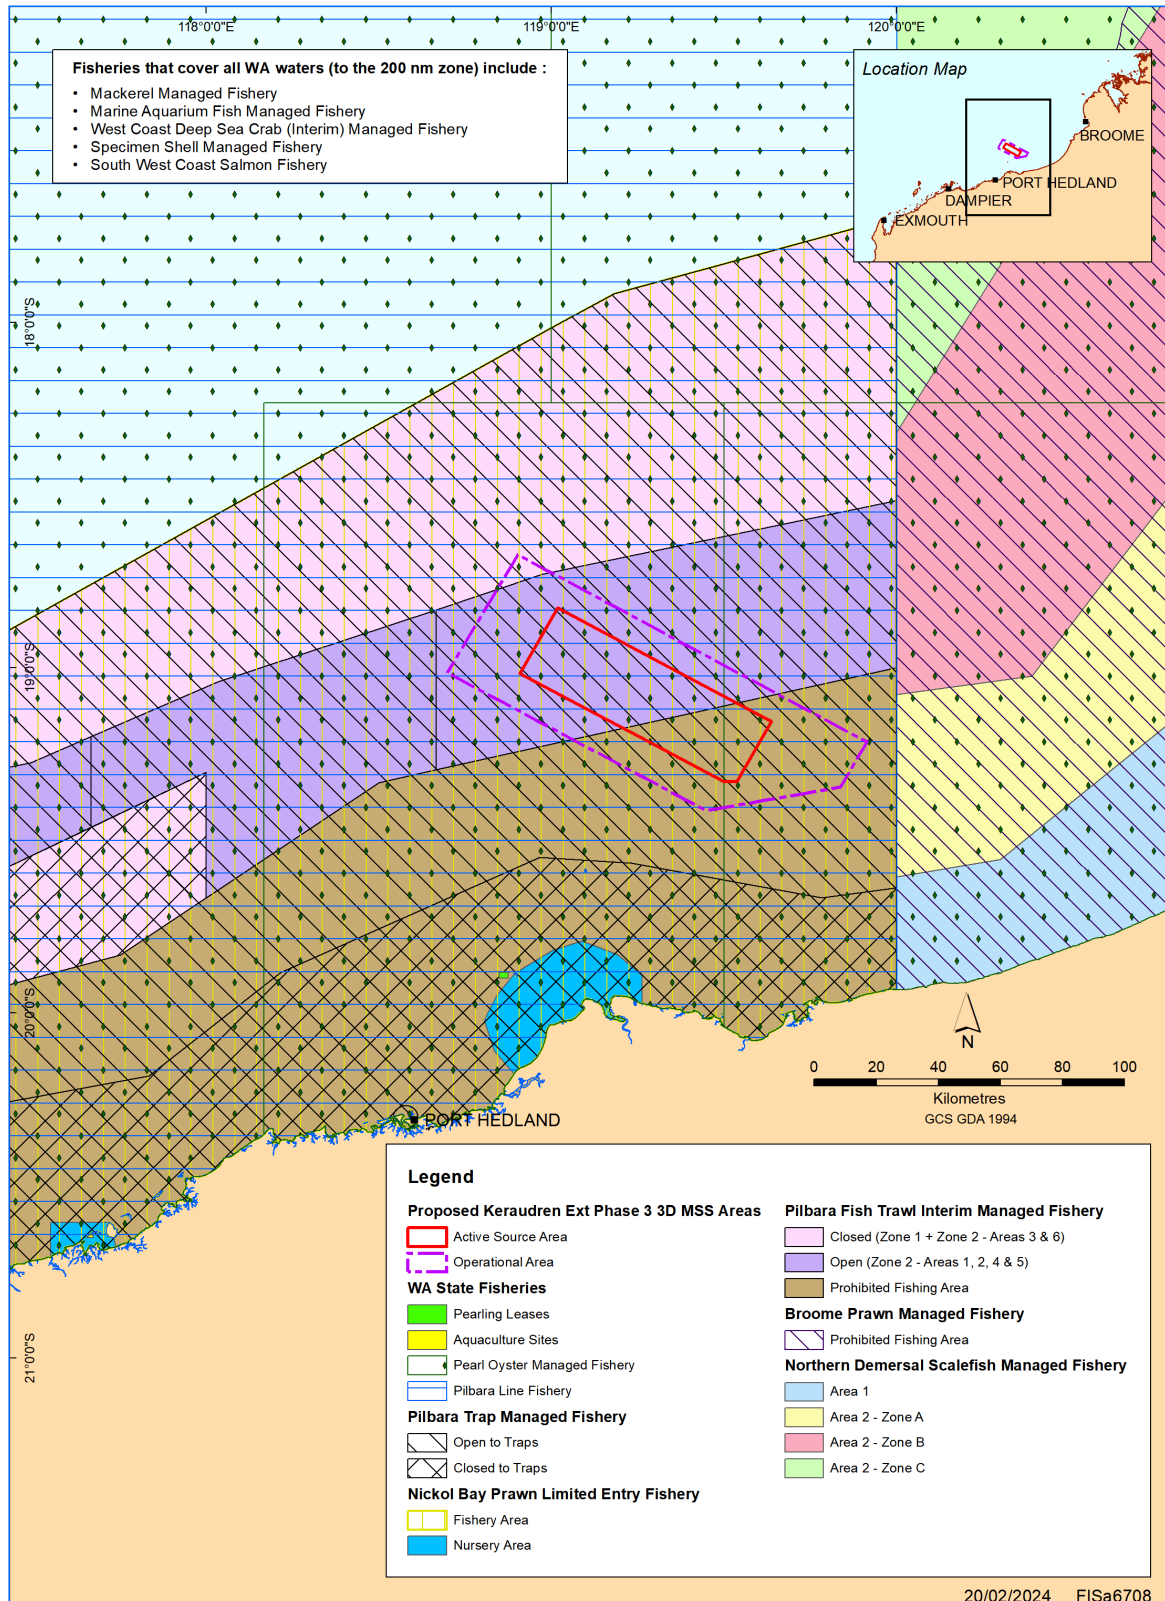 118°0'0"E
119°0'0"E
120°0'0"E
Fisheries that cover all WA waters (to the 200 nm zone) include :
• Mackerel Managed Fishery
• Marine Aquarium Fish Managed Fishery
• West Coast Deep Sea Crab (Interim) Managed Fishery
• Specimen Shell Managed Fishery
• South West Coast Salmon Fishery
Location Map
BROOME
PORT HEDLAND
DAMPIER
EXMOUTH
18°0'0"S
19°0'0"S
20°0'0"S
21°0'0"S
N
0 20 40 60 80 100
Kilometres
GCS GDA 1994
PORT HEDLAND
Legend
Proposed Keraudren Ext Phase 3 3D MSS Areas
Active Source Area
Operational Area
WA State Fisheries
Pearling Leases
Aquaculture Sites
Pearl Oyster Managed Fishery
Pilbara Line Fishery
Pilbara Trap Managed Fishery
Open to Traps
Closed to Traps
Nickol Bay Prawn Limited Entry Fishery
Fishery Area
Nursery Area
Pilbara Fish Trawl Interim Managed Fishery
Closed (Zone 1 + Zone 2 - Areas 3 & 6)
Open (Zone 2 - Areas 1, 2, 4 & 5)
Prohibited Fishing Area
Broome Prawn Managed Fishery
Prohibited Fishing Area
Northern Demersal Scalefish Managed Fishery
Area 1
Area 2 - Zone A
Area 2 - Zone B
Area 2 - Zone C
20/02/2024 FISa6708